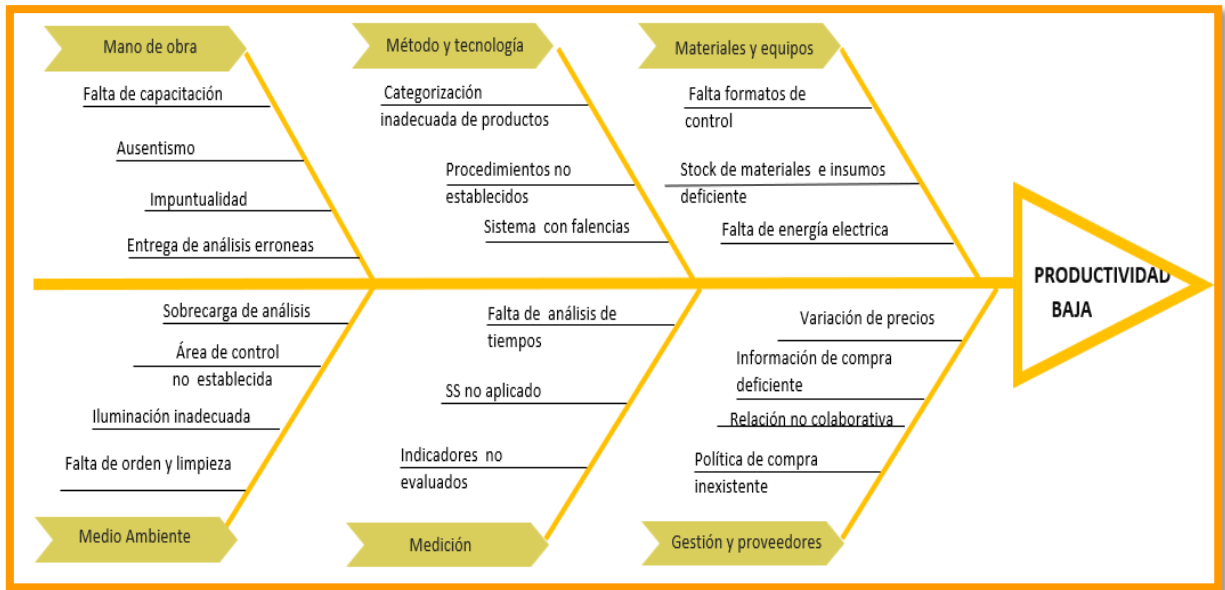 Mano de obra
Método y tecnología
Materiales y equipos
Falta de capacitación
Ausentismo
Impuntualidad
Entrega de análisis erroneas
Categorización
inadecuada de productos
Procedimientos no
establecidos
Sistema con falencias
Falta formatos de
control
Stock de materiales e insumos
deficiente
Falta de energía electrica
PRODUCTIVIDAD
BAJA
Sobrecarga de análisis
Área de control
no establecida
Iluminación inadecuada
Falta de orden y limpieza
Falta de análisis de
tiempos
SS no aplicado
Indicadores no
evaluados
Variación de precios
Información de compra
deficiente
Relación no colaborativa
Política de compra
inexistente
Medio Ambiente
Medición
Gestión y proveedores